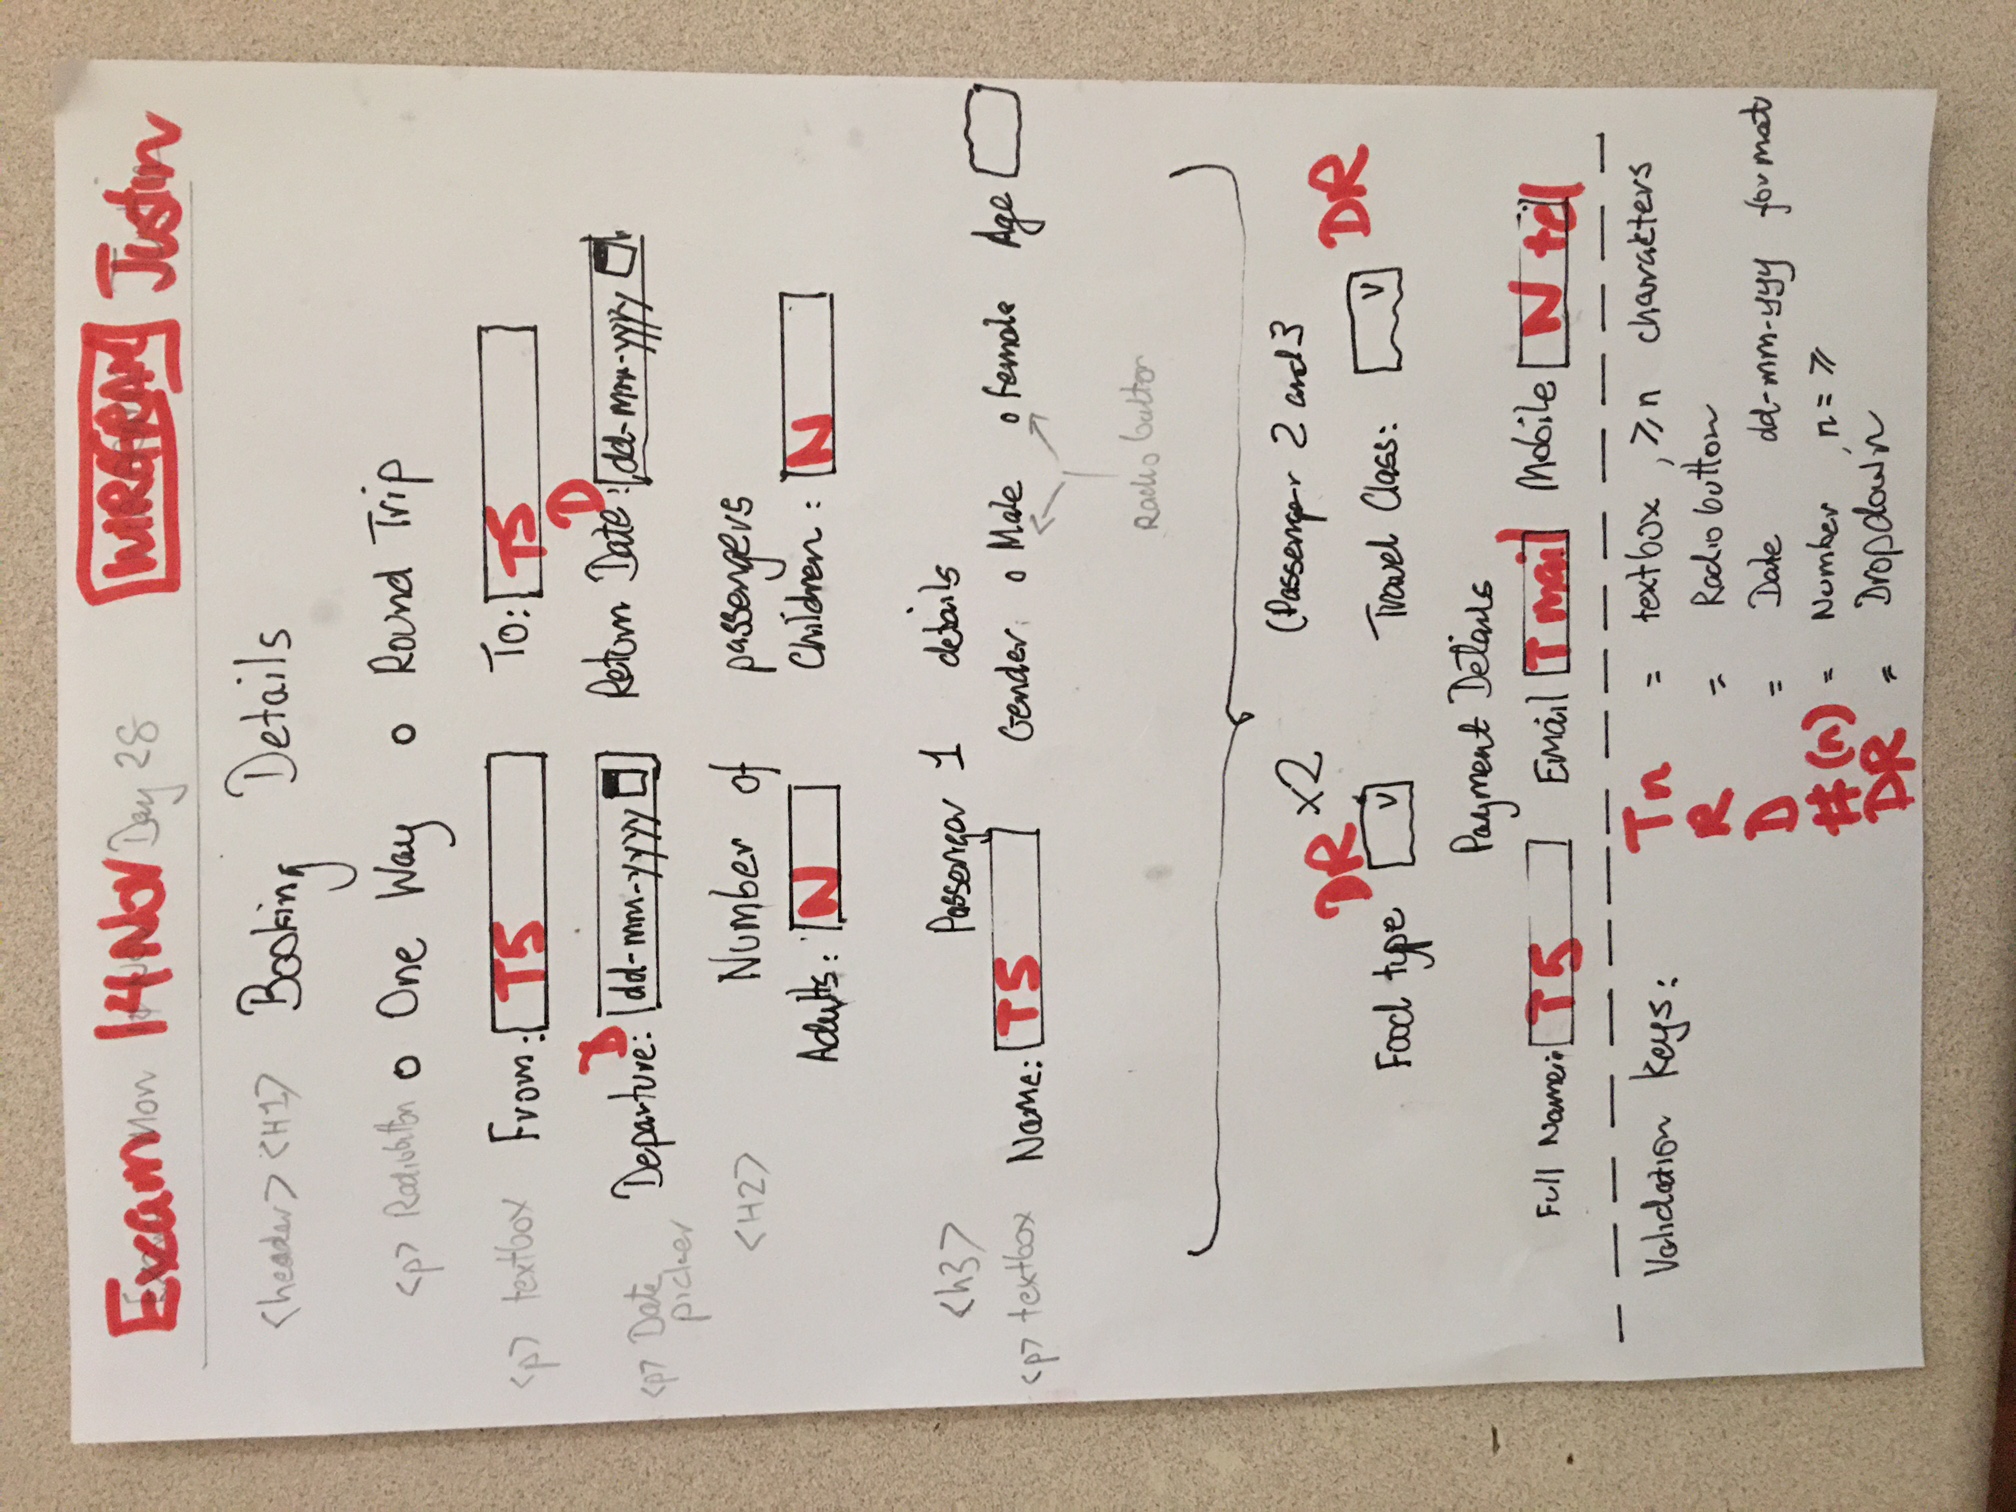 Exam Mon 14 Nov Day 28 WIREFRAM Justin
<header> <H1> Booking Details
<p> Radiobutton o One Way o Round Trip
<p> textbox From: T5 To: T5
<p> Date picker Departure: D dd-mm-yyyy Return Date: D dd-mm-yyyy
<H2> Number of passengers
Adults: N Children: N
<h3> Passenger 1 details
<p> textbox Name: T5 Gender: o Male o Female Age
Radio button
x2 (Passenger 2 and 3
Food type DR v Travel Class: v DR
Payment Details
Full Name: T5 Email T mail Mobile N tel
Validation keys: Tn = textbox, ≥n characters
R = Radio button
D = Date dd-mm-yyy format
#(n) = Number, n = ≥
DR = Dropdown